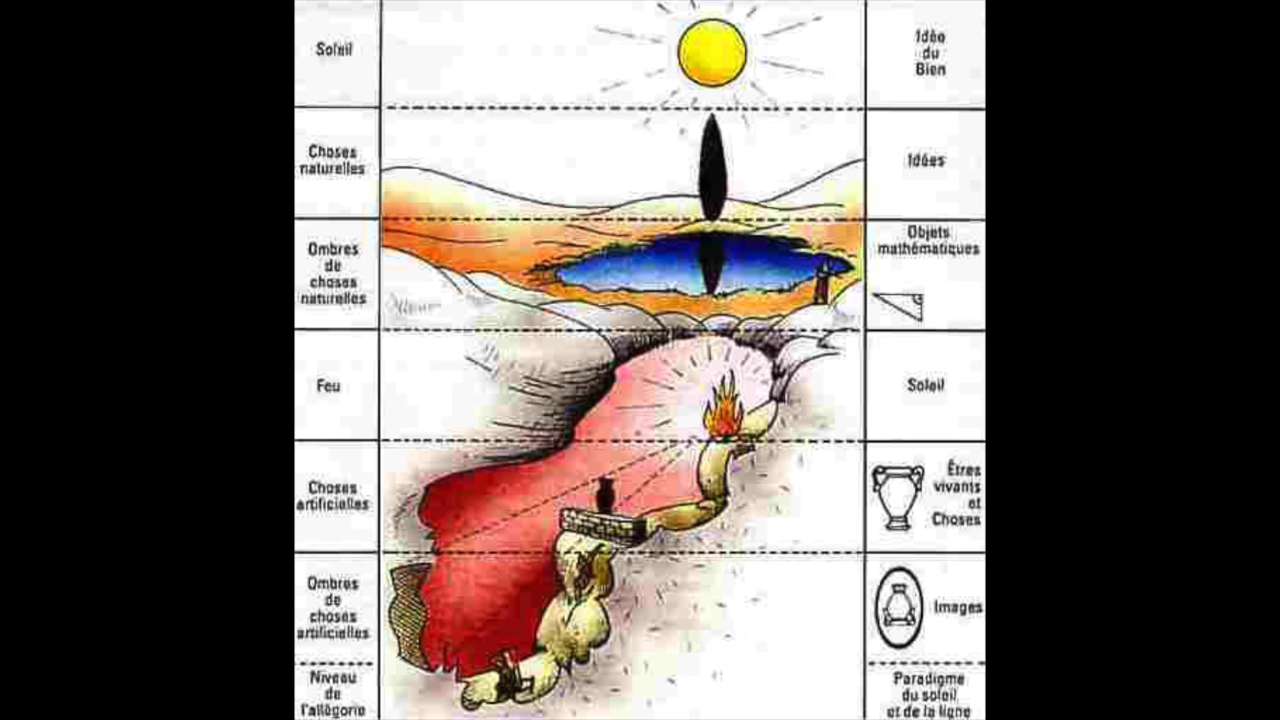 Soleil
Idée
du
Bien
Choses
naturelles
Idées
Ombres
de
choses
naturelles
Objets
mathématiques
Feu
Soleil
Choses
artificielles
Êtres
vivants
et
Choses
Ombres
de
choses
artificielles
Images
Niveau
de
l'allégorie
Paradigme
du soleil
et de la ligne